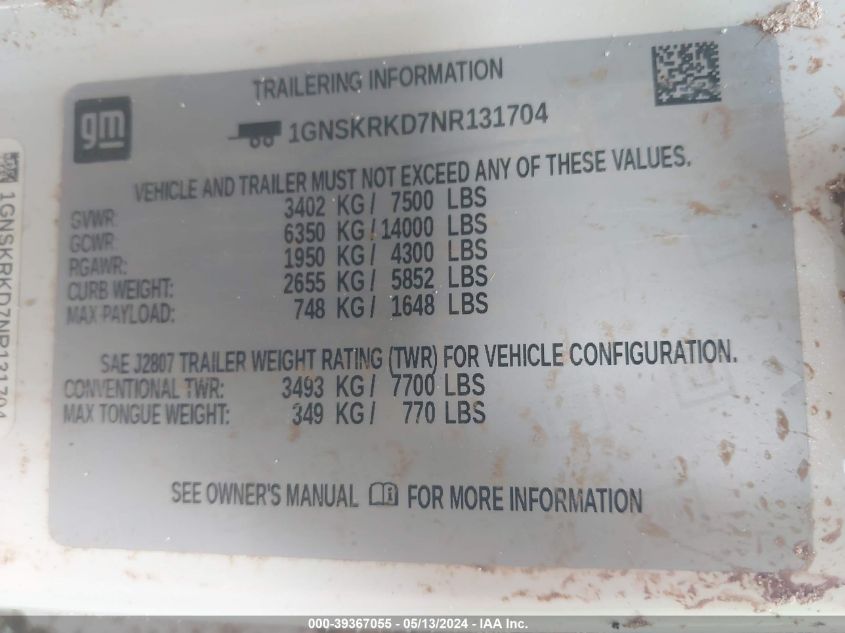 TRAILERING INFORMATION
gm
1GNSKRKD7NR131704
VEHICLE AND TRAILER MUST NOT EXCEED ANY OF THESE VALUES.
GVWR: 3402 KG / 7500 LBS
GCWR: 6350 KG / 14000 LBS
RGAWR: 1950 KG / 4300 LBS
CURB WEIGHT: 2655 KG / 5852 LBS
MAX PAYLOAD: 748 KG / 1648 LBS
SAE J2807 TRAILER WEIGHT RATING (TWR) FOR VEHICLE CONFIGURATION.
CONVENTIONAL TWR: 3493 KG / 7700 LBS
MAX TONGUE WEIGHT: 349 KG / 770 LBS
SEE OWNER'S MANUAL FOR MORE INFORMATION
1GNSKRKD7NR131704
000-39367055 - 05/13/2024 - IAA Inc.